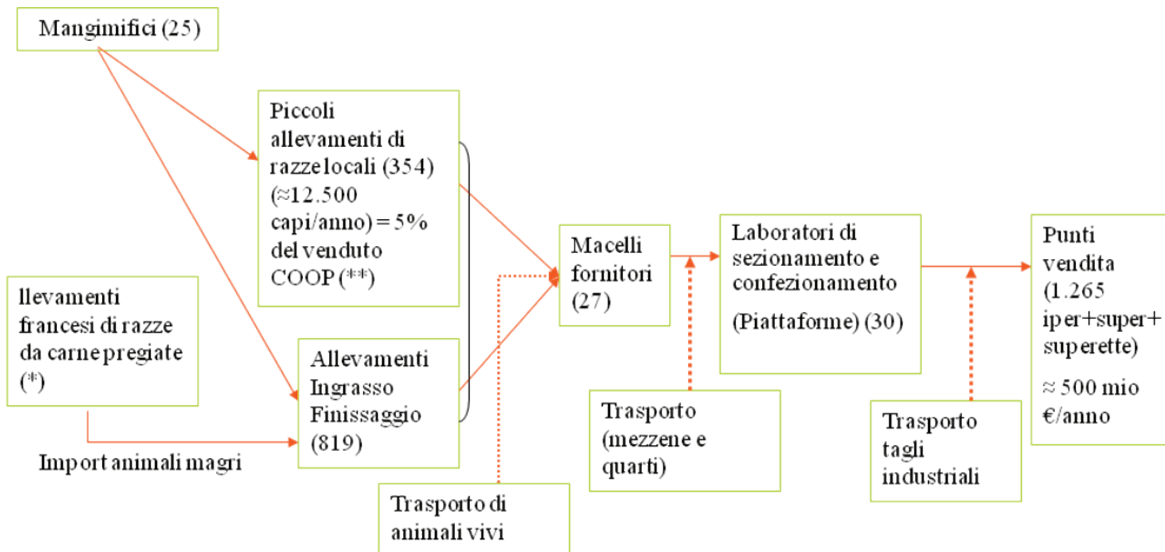 Mangimifici (25)
Piccoli
allevamenti di
razze locali (354)
(≈12.500
capi/anno) = 5%
del venduto
COOP (**)
llevamenti
francesi di razze
da carne pregiate
(*)
Import animali magri
Allevamenti
Ingrasso
Finissaggio
(819)
Trasporto di
animali vivi
Macelli
fornitori
(27)
Trasporto
(mezzene e
quarti)
Laboratori di
sezionamento e
confezionamento
(Piattaforme) (30)
Trasporto
tagli
industriali
Punti
vendita
(1.265
iper+super+
superette)
≈ 500 mio
€/anno